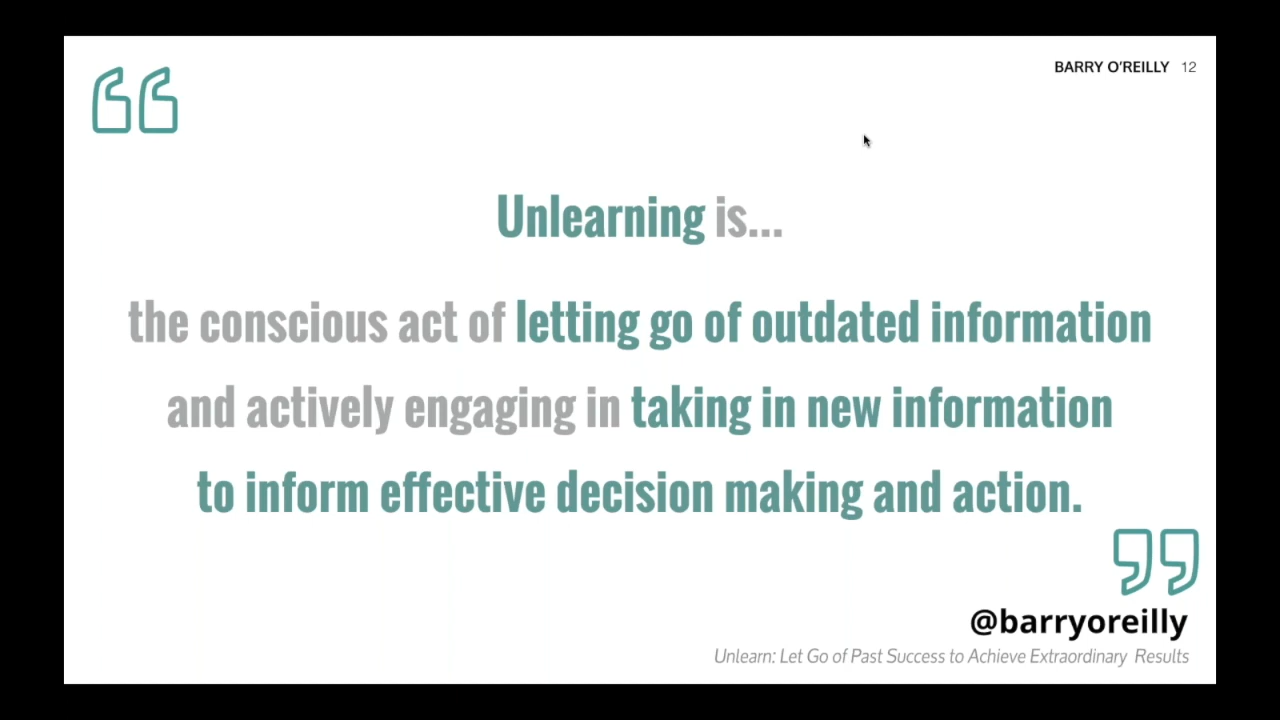 BARRY O'REILLY 12
Unlearning is...
the conscious act of letting go of outdated information
and actively engaging in taking in new information
to inform effective decision making and action.
@barryoreilly
Unlearn: Let Go of Past Success to Achieve Extraordinary Results